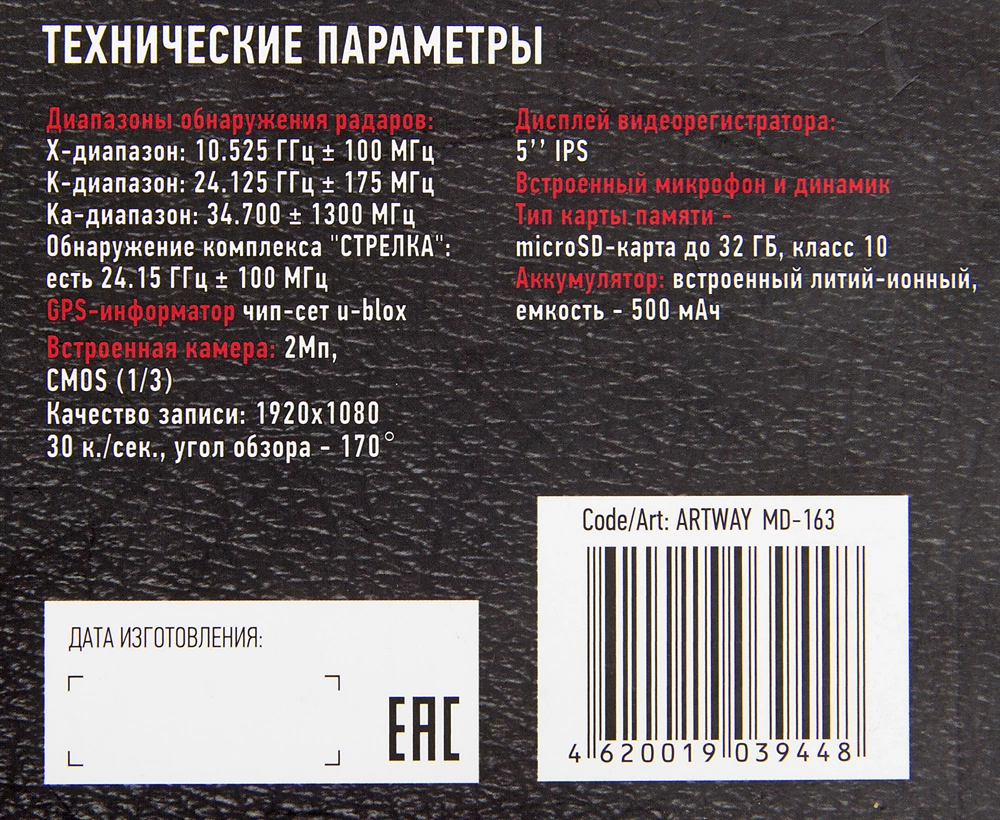 ТЕХНИЧЕСКИЕ ПАРАМЕТРЫ
Диапазоны обнаружения радаров:
X-диапазон: 10.525 ГГц ± 100 МГц
K-диапазон: 24.125 ГГц ± 175 МГц
Ka-диапазон: 34.700 ± 1300 МГц
Обнаружение комплекса "СТРЕЛКА":
есть 24.15 ГГц ± 100 МГц
GPS-информатор чип-сет u-blox
Встроенная камера: 2Мп,
CMOS (1/3)
Качество записи: 1920x1080
30 к./сек., угол обзора - 170°
Дисплей видеорегистратора:
5’’ IPS
Встроенный микрофон и динамик
Тип карты памяти -
microSD-карта до 32 ГБ, класс 10
Аккумулятор: встроенный литий-ионный,
емкость - 500 мАч
ДАТА ИЗГОТОВЛЕНИЯ:
EAC
Code/Art: ARTWAY MD-163
4 620019 039448